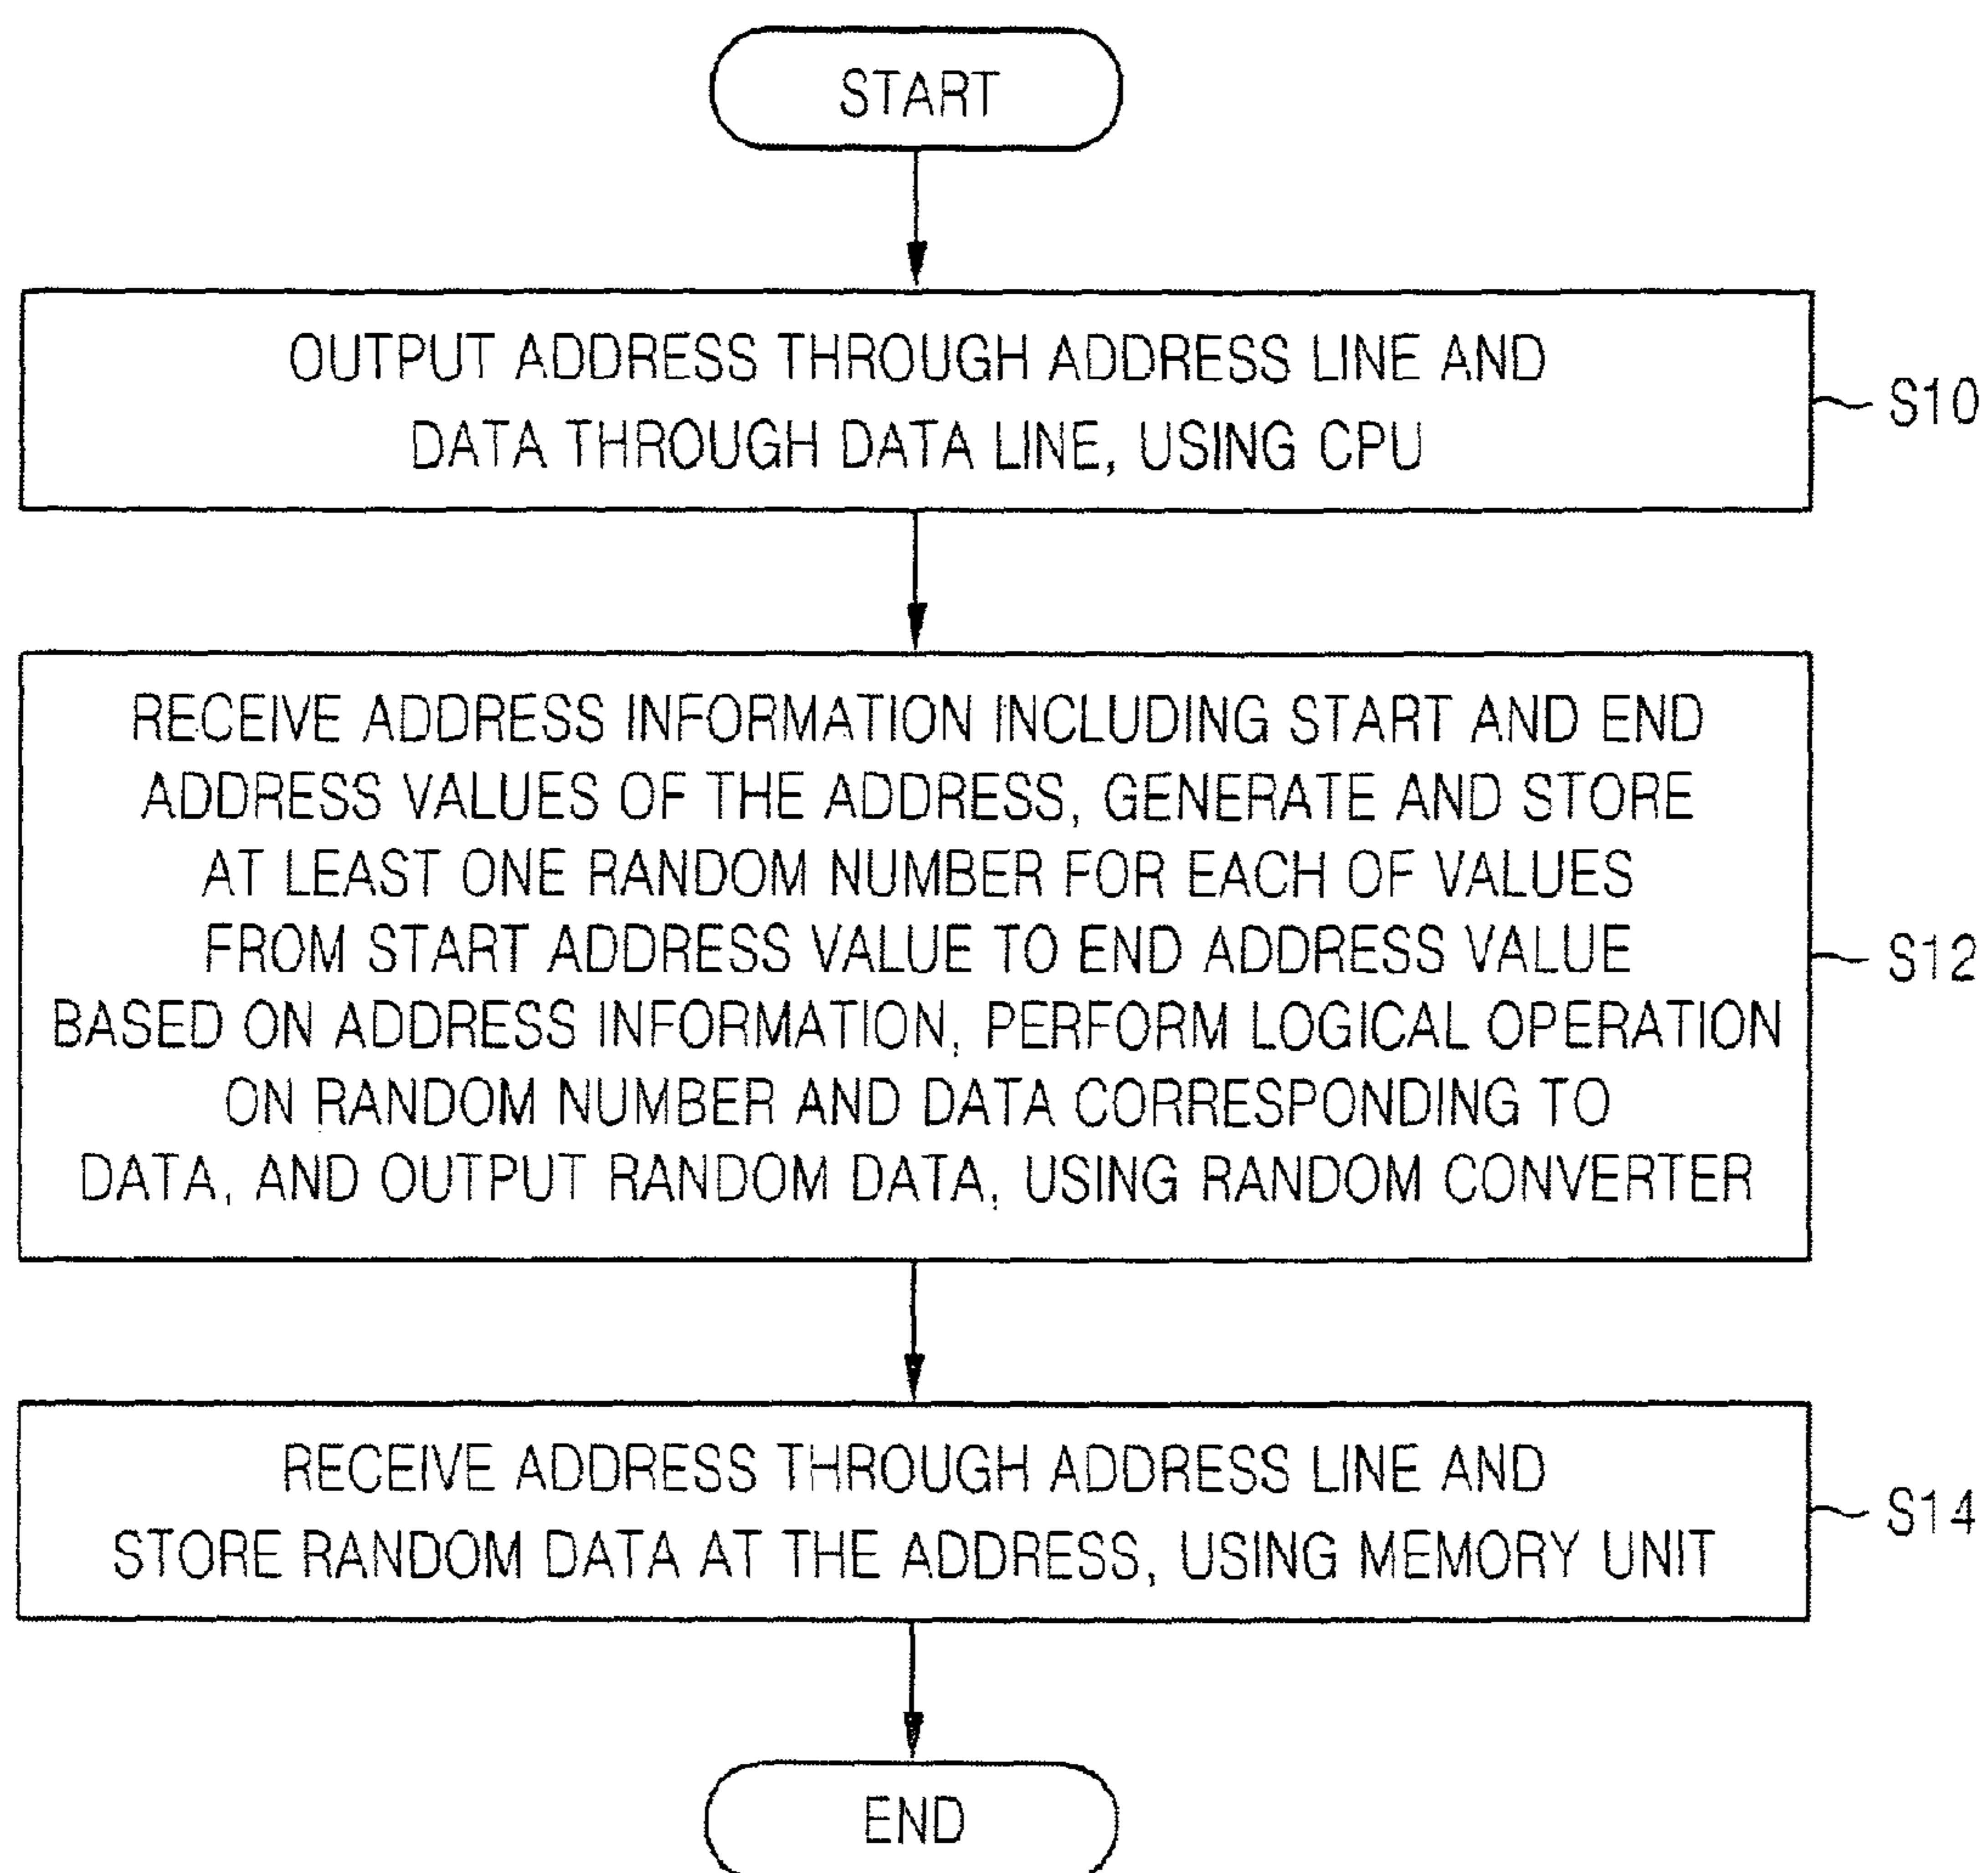 START
OUTPUT ADDRESS THROUGH ADDRESS LINE AND
DATA THROUGH DATA LINE, USING CPU
S10
RECEIVE ADDRESS INFORMATION INCLUDING START AND END
ADDRESS VALUES OF THE ADDRESS, GENERATE AND STORE
AT LEAST ONE RANDOM NUMBER FOR EACH OF VALUES
FROM START ADDRESS VALUE TO END ADDRESS VALUE
BASED ON ADDRESS INFORMATION, PERFORM LOGICAL OPERATION
ON RANDOM NUMBER AND DATA CORRESPONDING TO
DATA, AND OUTPUT RANDOM DATA, USING RANDOM CONVERTER
S12
RECEIVE ADDRESS THROUGH ADDRESS LINE AND
STORE RANDOM DATA AT THE ADDRESS, USING MEMORY UNIT
S14
END